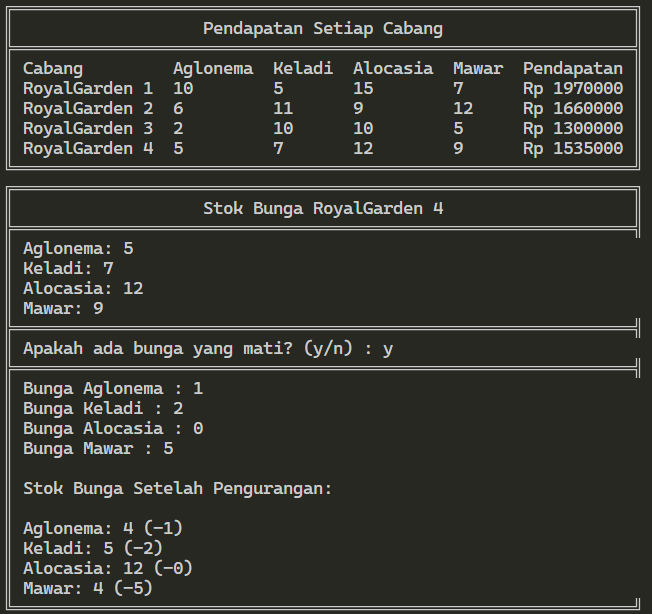 Pendapatan Setiap Cabang
Cabang Aglonema Keladi Alocasia Mawar Pendapatan
RoyalGarden 1 10 5 15 7 Rp 1970000
RoyalGarden 2 6 11 9 12 Rp 1660000
RoyalGarden 3 2 10 10 5 Rp 1300000
RoyalGarden 4 5 7 12 9 Rp 1535000
Stok Bunga RoyalGarden 4
Aglonema: 5
Keladi: 7
Alocasia: 12
Mawar: 9
Apakah ada bunga yang mati? (y/n) : y
Bunga Aglonema : 1
Bunga Keladi : 2
Bunga Alocasia : 0
Bunga Mawar : 5
Stok Bunga Setelah Pengurangan:
Aglonema: 4 (-1)
Keladi: 5 (-2)
Alocasia: 12 (-0)
Mawar: 4 (-5)